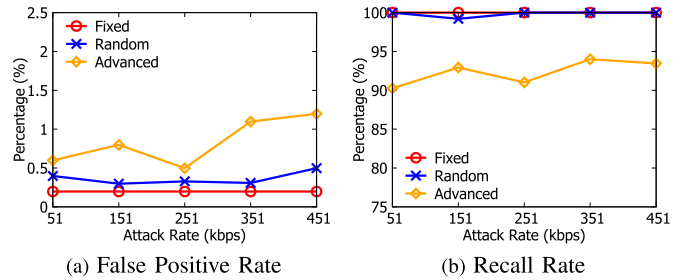 2.5
2
1.5
1
0.5
0
Percentage (%)
Fixed
Random
Advanced
51 151 251 351 451
Attack Rate (kbps)
(a) False Positive Rate
100
95
90
85
80
75
Percentage (%)
Fixed
Random
Advanced
51 151 251 351 451
Attack Rate (kbps)
(b) Recall Rate